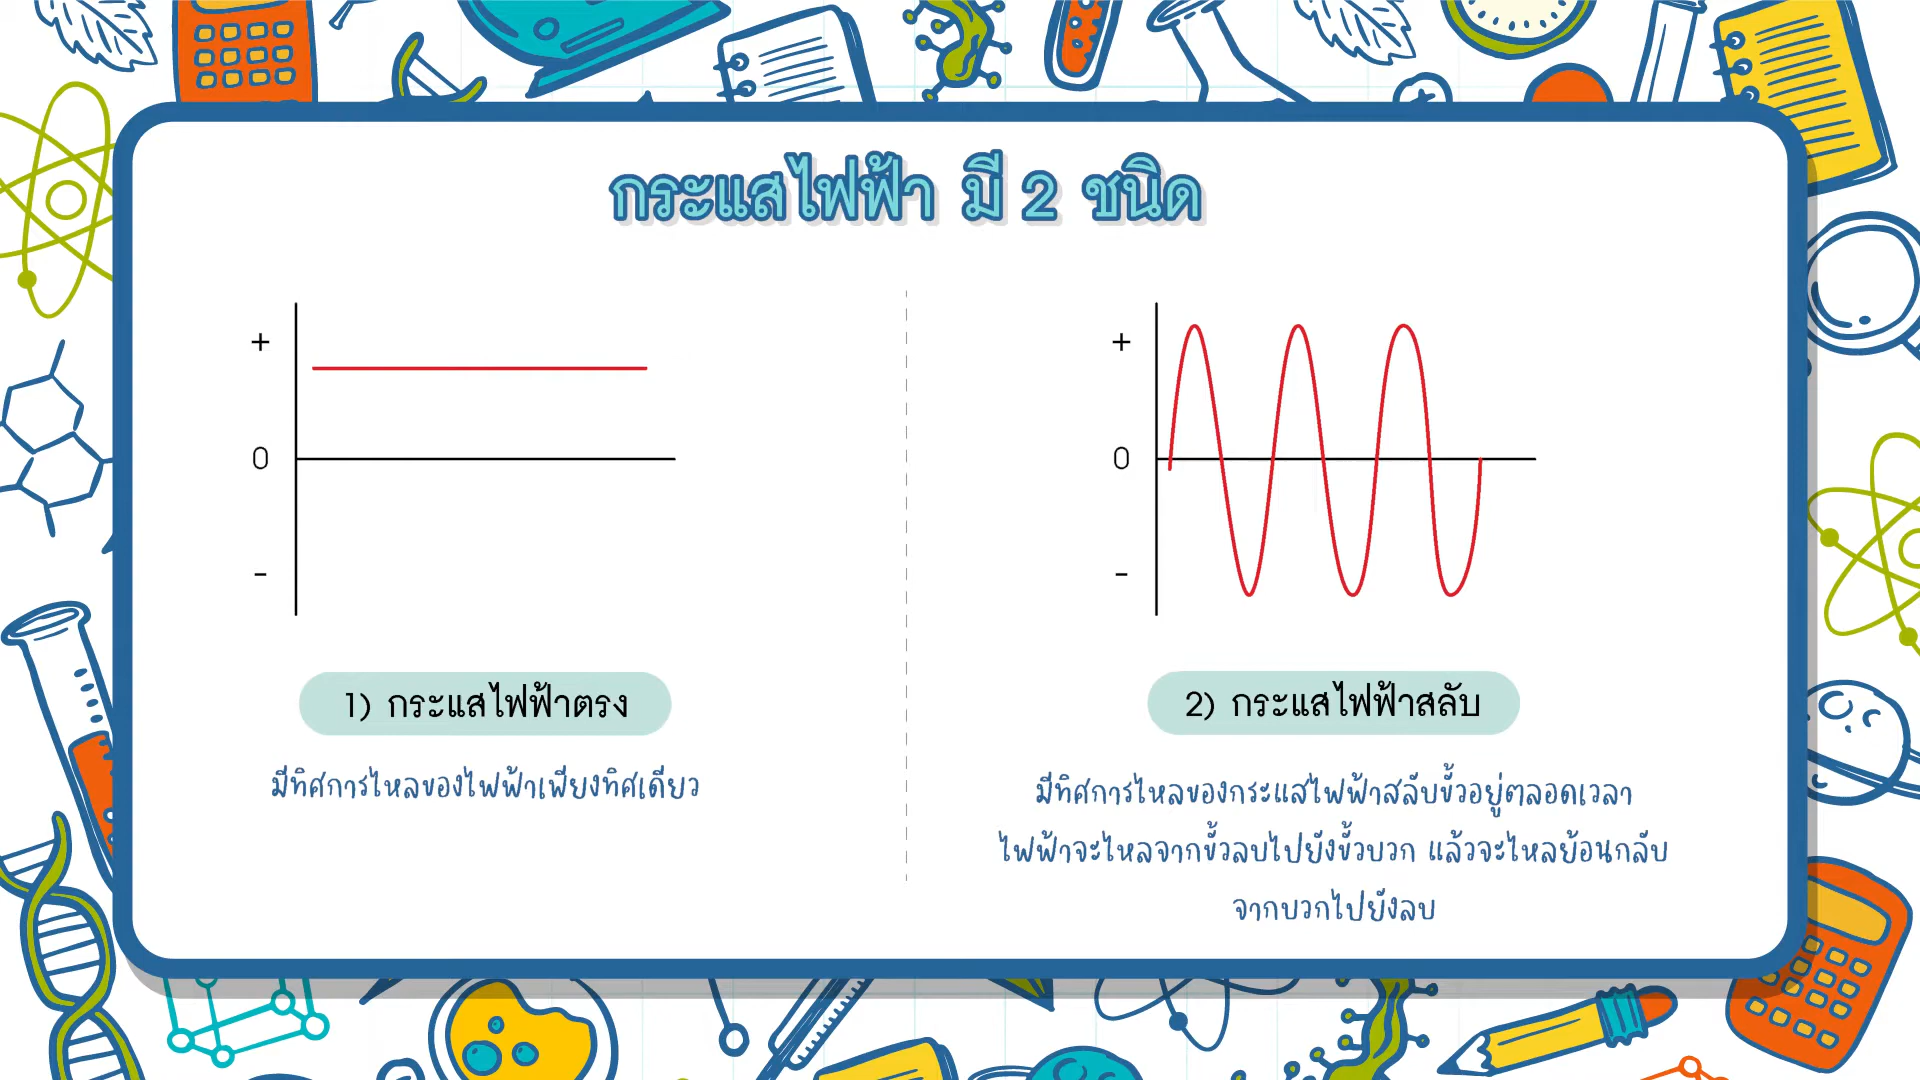 กระแสไฟฟ้า มี 2 ชนิด
+
0
-
1) กระแสไฟฟ้าตรง
มีทิศการไหลของไฟฟ้าเพียงทิศเดียว
+
0
-
2) กระแสไฟฟ้าสลับ
มีทิศการไหลของกระแสไฟฟ้าสลับขั้วอยู่ตลอดเวลา
ไฟฟ้าจะไหลจากขั้วลบไปยังขั้วบวก แล้วจะไหลย้อนกลับ
จากบวกไปยังลบ